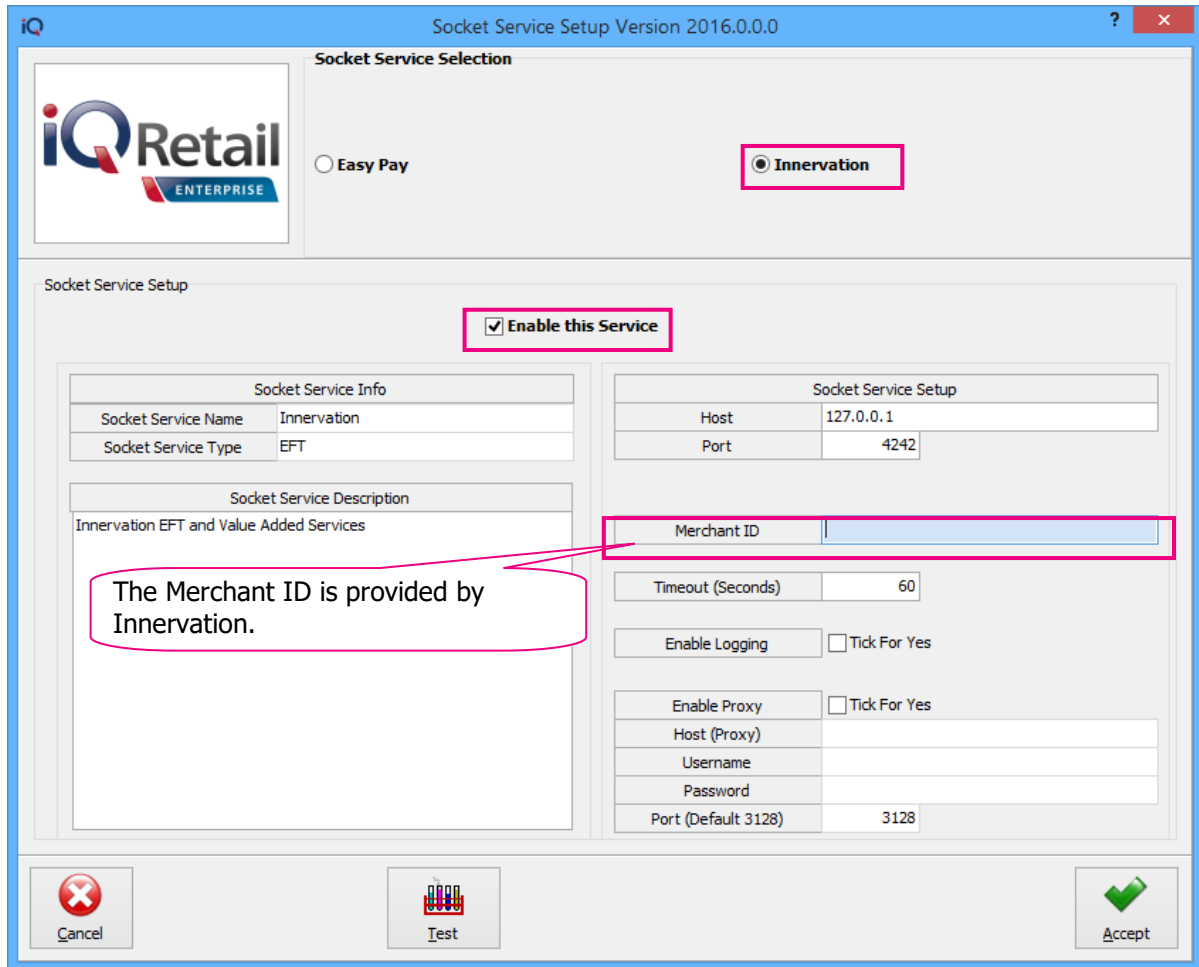 iQ
Socket Service Setup Version 2016.0.0.0
?
×
iQ Retail
ENTERPRISE
Socket Service Selection
Easy Pay
Innervation
Socket Service Setup
Enable this Service
Socket Service Info
Socket Service Name Innervation
Socket Service Type EFT
Socket Service Description
Innervation EFT and Value Added Services
The Merchant ID is provided by
Innervation.
Socket Service Setup
Host 127.0.0.1
Port 4242
Merchant ID
Timeout (Seconds) 60
Enable Logging Tick For Yes
Enable Proxy Tick For Yes
Host (Proxy)
Username
Password
Port (Default 3128) 3128
Cancel
Test
Accept